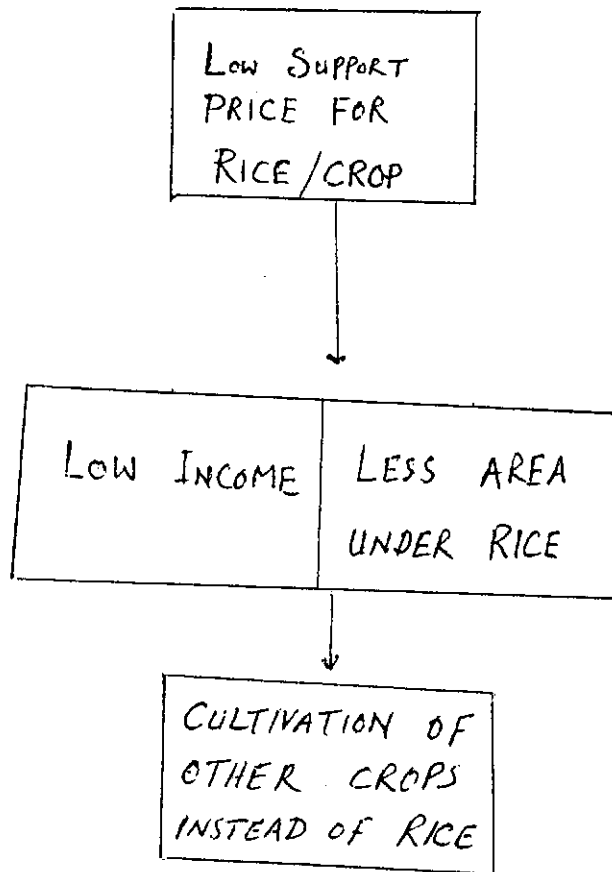 Low SUPPORT
PRICE FOR
RICE/CROP
LOW INCOME
LESS AREA
UNDER RICE
CULTIVATION OF
OTHER CROPS
INSTEAD OF RICE